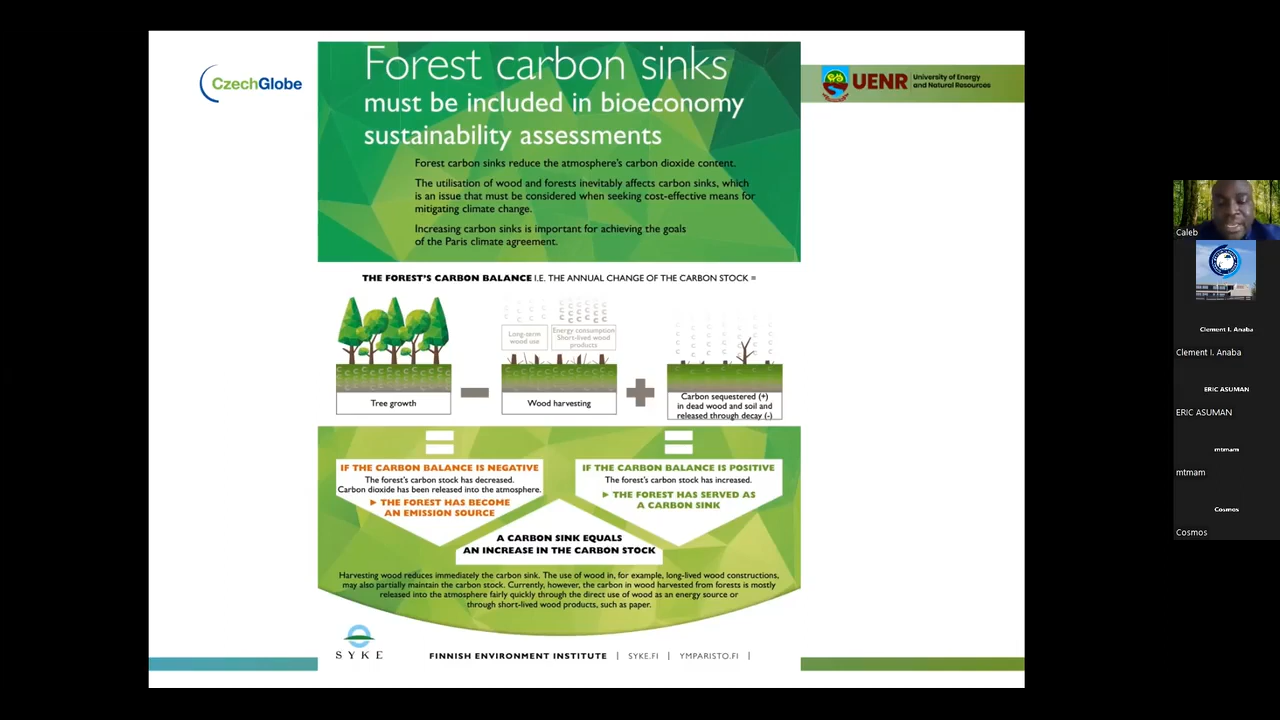 CzechGlobe
UENR
University of Energy
and Natural Resources
Forest carbon sinks
must be included in bioeconomy
sustainability assessments
Forest carbon sinks reduce the atmosphere's carbon dioxide content.
The utilisation of wood and forests inevitably affects carbon sinks, which
is an issue that must be considered when seeking cost-effective means for
mitigating climate change.
Increasing carbon sinks is important for achieving the goals
of the Paris climate agreement.
THE FOREST'S CARBON BALANCE I.E. THE ANNUAL CHANGE OF THE CARBON STOCK =
Long-term
wood use
Energy consumption
Short-lived wood
products
Tree growth
Wood harvesting
Carbon sequestered (+)
in dead wood and soil and
released through decay (-)
IF THE CARBON BALANCE IS NEGATIVE
The forest's carbon stock has decreased.
Carbon dioxide has been released into the atmosphere.
▶ THE FOREST HAS BECOME
AN EMISSION SOURCE
IF THE CARBON BALANCE IS POSITIVE
The forest's carbon stock has increased.
▶ THE FOREST HAS SERVED AS
A CARBON SINK
A CARBON SINK EQUALS
AN INCREASE IN THE CARBON STOCK
Harvesting wood reduces immediately the carbon sink. The use of wood in, for example, long-lived wood constructions,
may also partially maintain the carbon stock. Currently, however, the carbon in wood harvested from forests is mostly
released into the atmosphere fairly quickly through the direct use of wood as an energy source or
through short-lived wood products, such as paper.
SYKE
FINNISH ENVIRONMENT INSTITUTE | SYKE.FI | YMPARISTO.FI |
Caleb
Clement I. Anaba
Clement I. Anaba
ERIC ASUMAN
ERIC ASUMAN
mtmam
mtmam
Cosmos
Cosmos